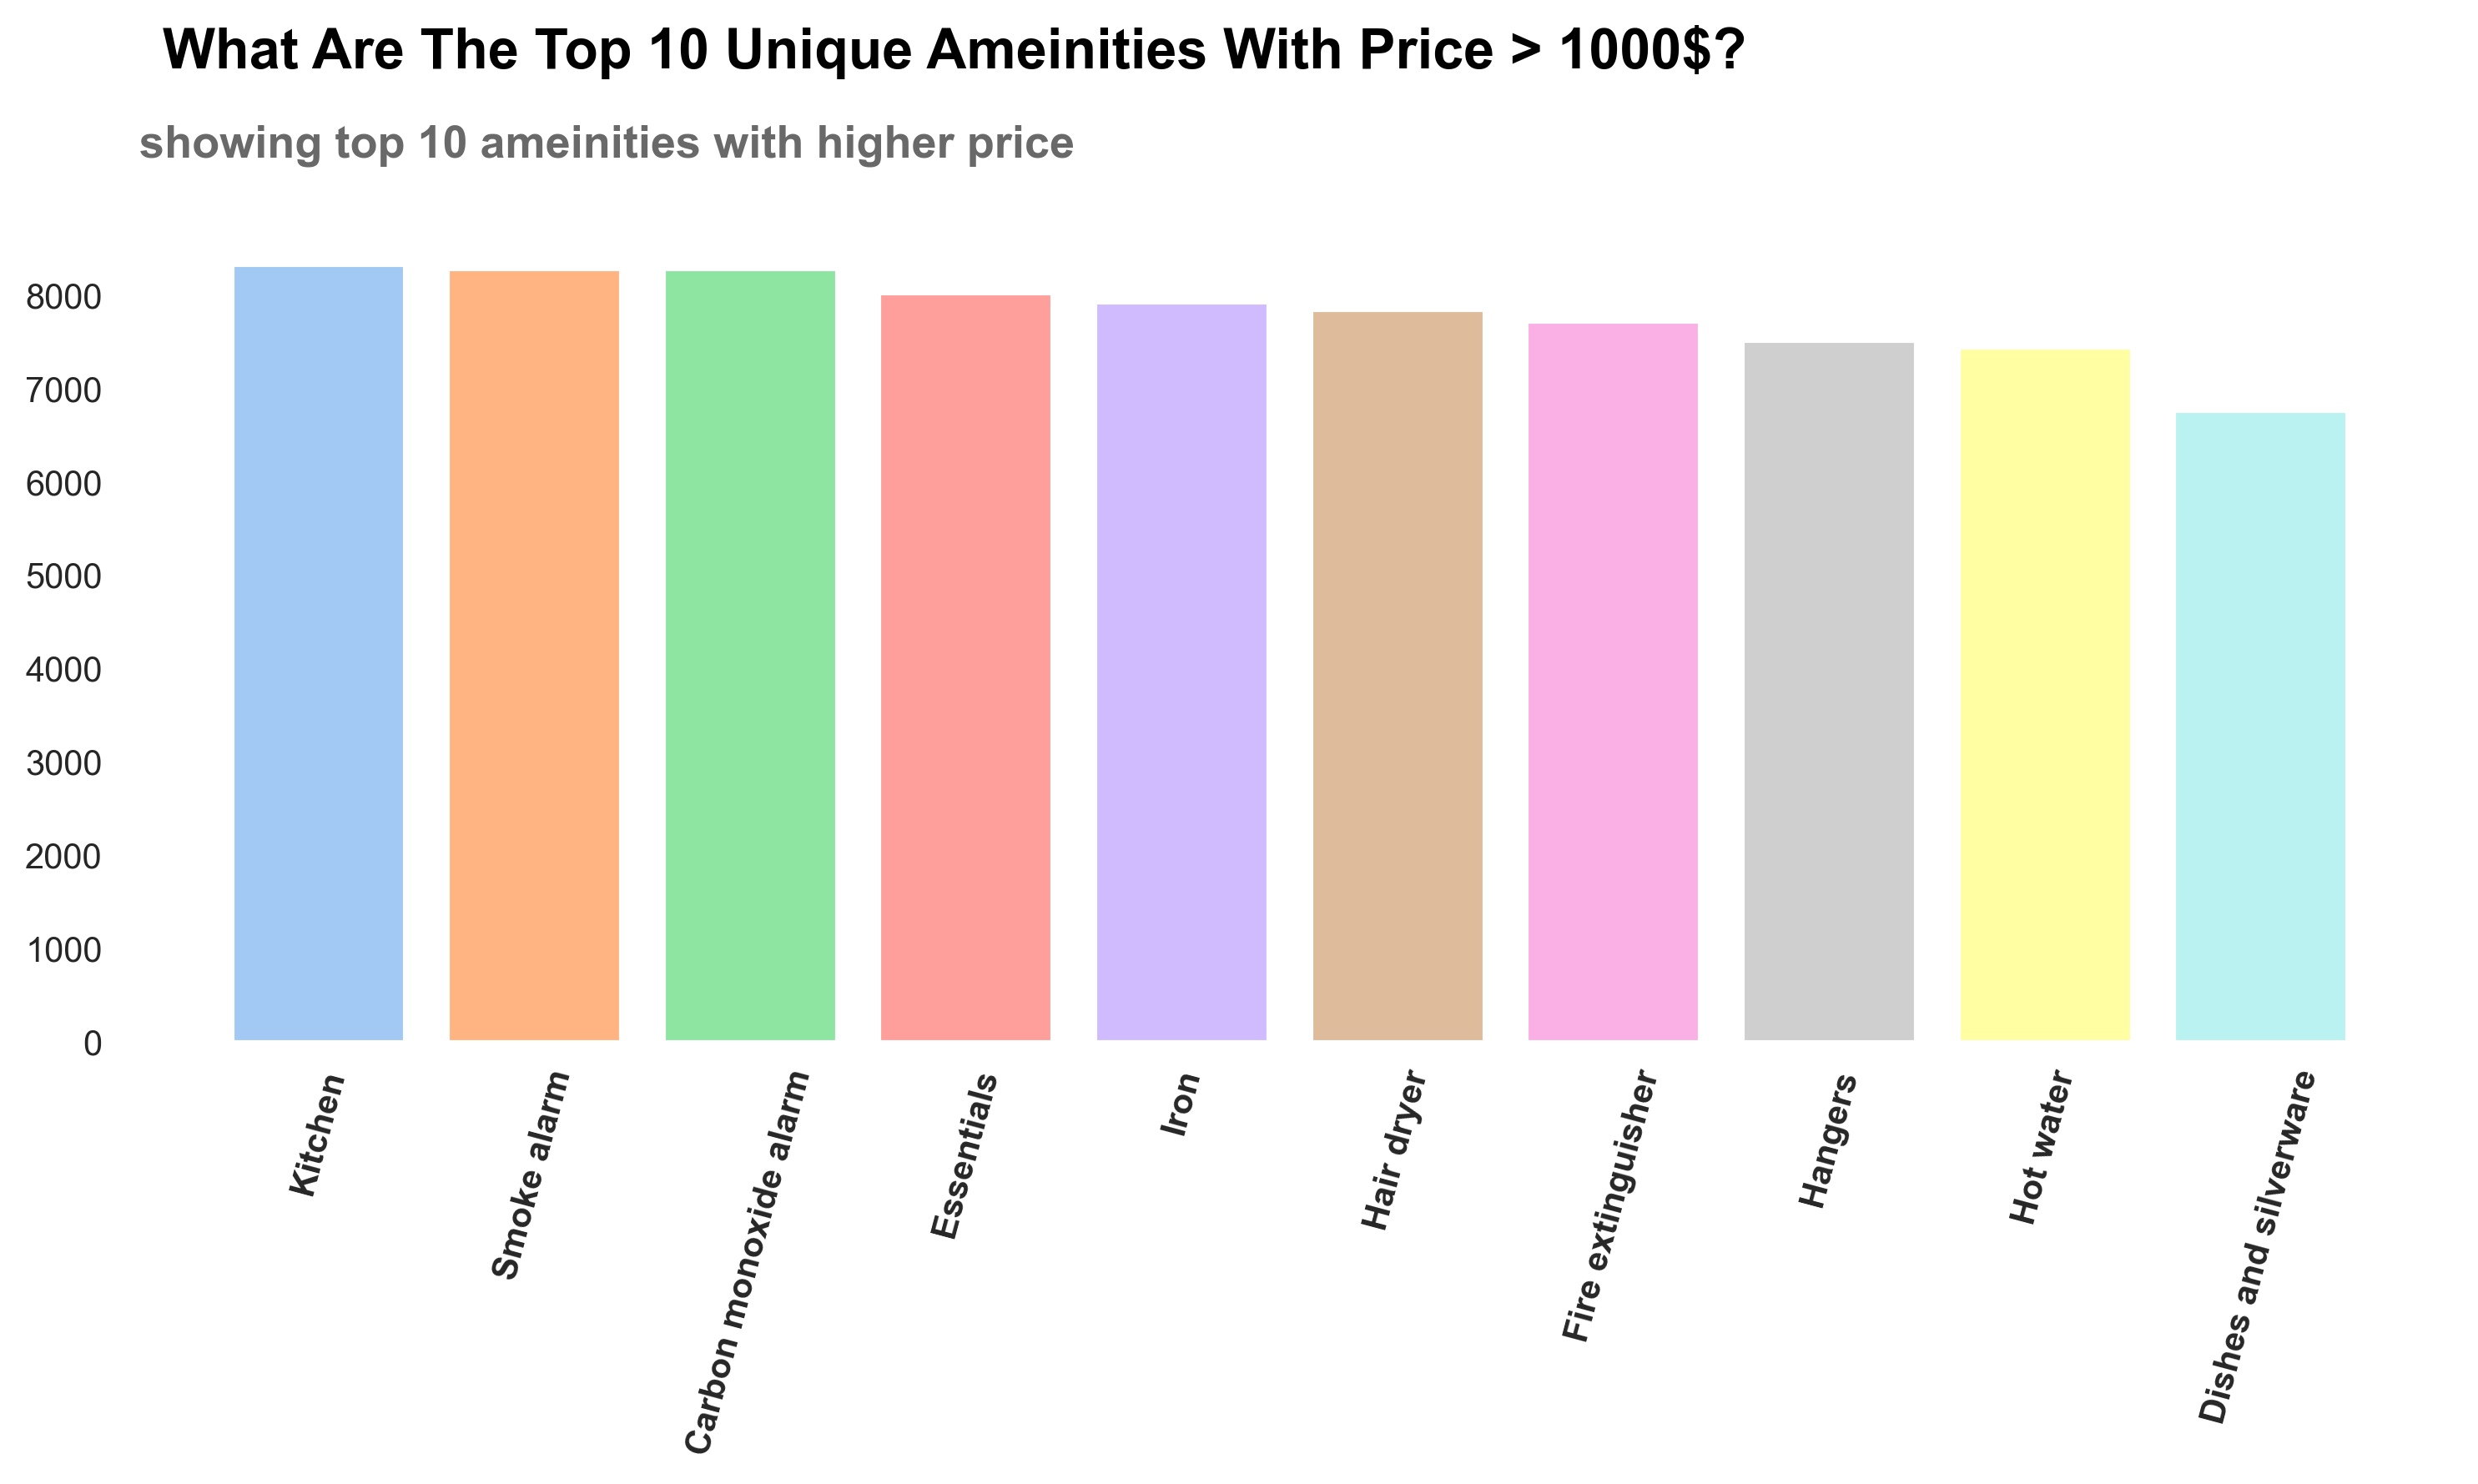 What Are The Top 10 Unique Ameinities With Price > 1000$?
showing top 10 ameinities with higher price
8000
7000
6000
5000
4000
3000
2000
1000
0
Kitchen
Smoke alarm
Carbon monoxide alarm
Essentials
Iron
Hair dryer
Fire extinguisher
Hangers
Hot water
Dishes and silverware